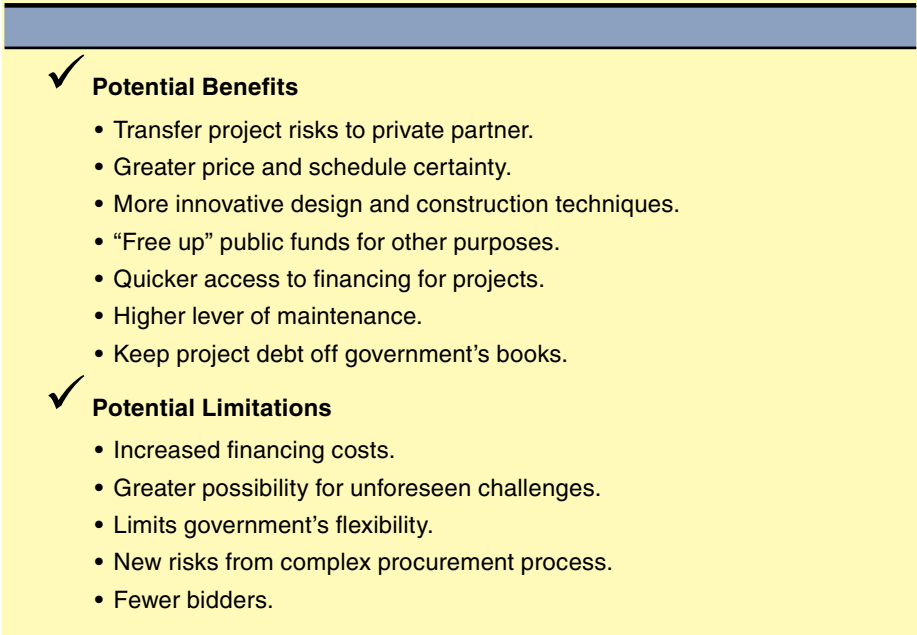 ✓ Potential Benefits
• Transfer project risks to private partner.
• Greater price and schedule certainty.
• More innovative design and construction techniques.
• “Free up” public funds for other purposes.
• Quicker access to financing for projects.
• Higher lever of maintenance.
• Keep project debt off government’s books.
✓ Potential Limitations
• Increased financing costs.
• Greater possibility for unforeseen challenges.
• Limits government’s flexibility.
• New risks from complex procurement process.
• Fewer bidders.